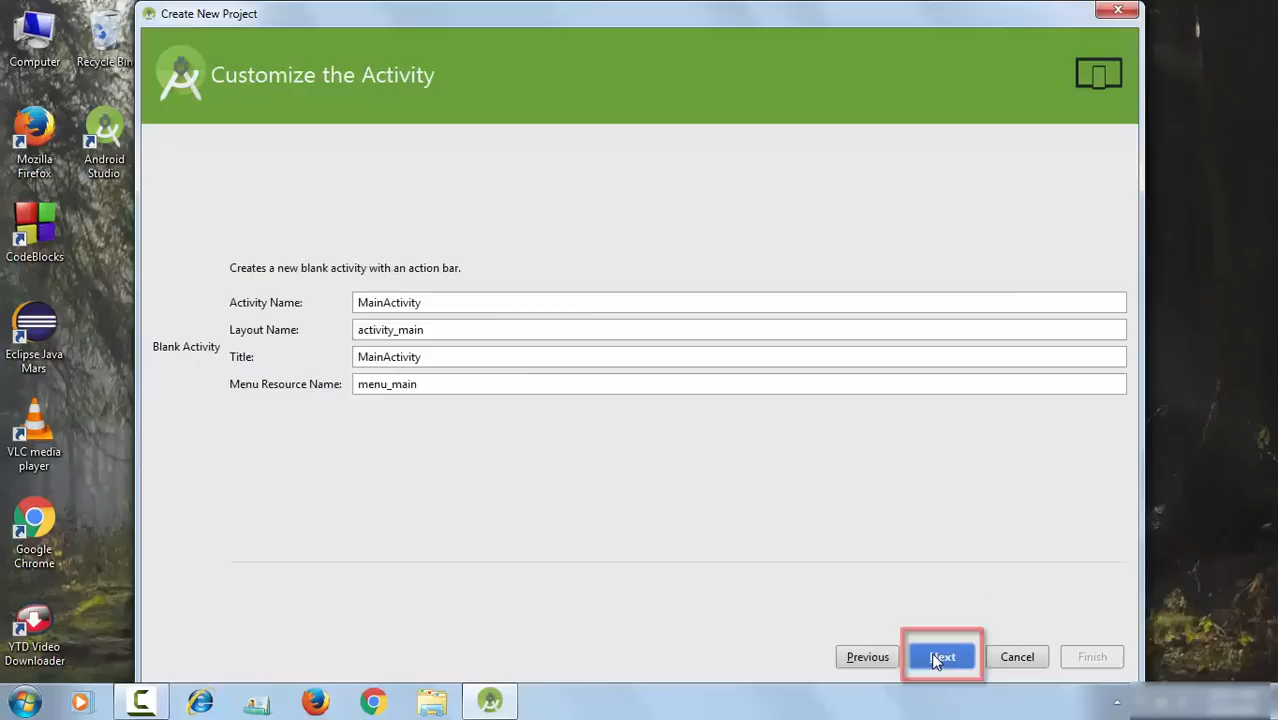 Create New Project
Customize the Activity
Computer
Recycle Bin
Mozilla
Firefox
Android
Studio
CodeBlocks
Eclipse Java
Mars
VLC media
player
Google
Chrome
YTD Video
Downloader
Creates a new blank activity with an action bar.
Activity Name: MainActivity
Layout Name: activity_main
Blank Activity
Title: MainActivity
Menu Resource Name: menu_main
Previous Next Cancel Finish